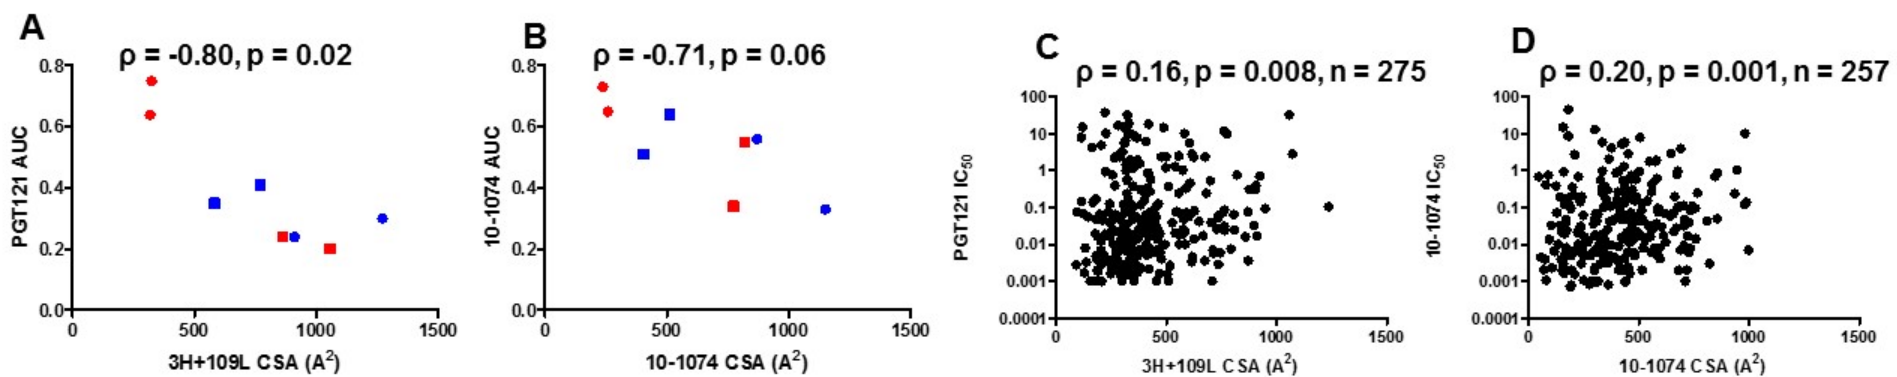 A
ρ = -0.80, p = 0.02
0.8
0.6
0.4
0.2
0.0
PGT121 AUC
0 500 1000 1500
3H+109L CSA (A²)
B
ρ = -0.71, p = 0.06
0.8
0.6
0.4
0.2
0.0
10-1074 AUC
0 500 1000 1500
10-1074 CSA (A²)
C
ρ = 0.16, p = 0.008, n = 275
100
10
1
0.1
0.01
0.001
0.0001
PGT121 IC₅₀
0 500 1000 1500
3H+109L CSA (A²)
D
ρ = 0.20, p = 0.001, n = 257
100
10
1
0.1
0.01
0.001
0.0001
10-1074 IC₅₀
0 500 1000 1500
10-1074 CSA (A²)